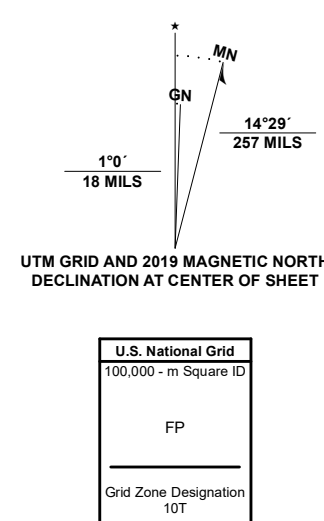 ★
MN
GN
1°0´
18 MILS
14°29´
257 MILS
UTM GRID AND 2019 MAGNETIC NORTH
DECLINATION AT CENTER OF SHEET
U.S. National Grid
100,000 - m Square ID
FP
Grid Zone Designation
10T